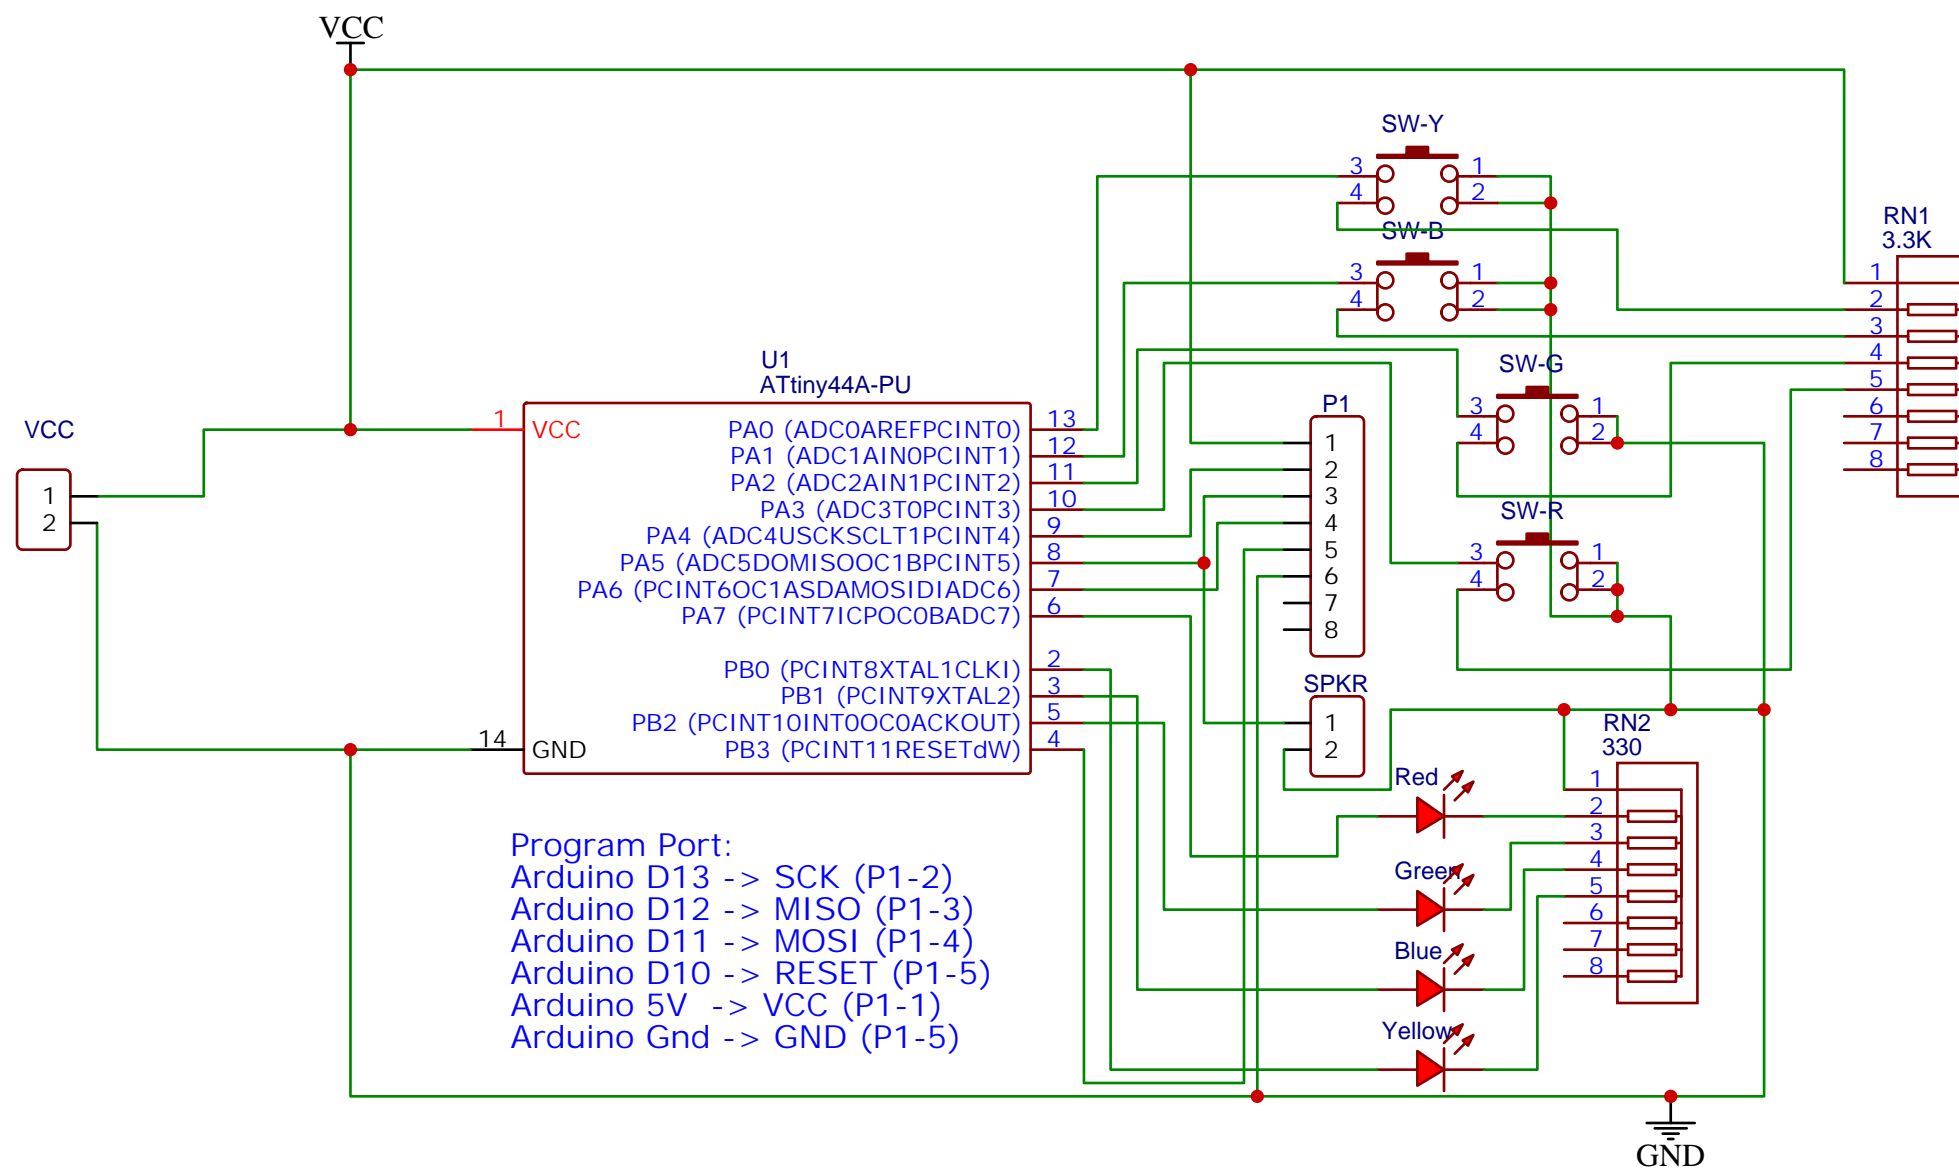 VCC
SW-Y
3
1
4
2
SW-B
3
1
4
2
RN1
3.3K
1
2
3
4
5
6
7
8
U1
ATtiny44A-PU
SW-G
3
1
4
2
SW-R
3
1
4
2
VCC
1
2
1
VCC
14
GND
PA0 (ADC0AREFPCINT0)
13
PA1 (ADC1AIN0PCINT1)
12
PA2 (ADC2AIN1PCINT2)
11
PA3 (ADC3T0PCINT3)
10
PA4 (ADC4USCKSCLT1PCINT4)
9
PA5 (ADC5DOMISOOC1BPCINT5)
8
PA6 (PCINT6OC1ASDAMOSIDIADC6)
7
PA7 (PCINT7ICPOC0BADC7)
6
PB0 (PCINT8XTAL1CLKI)
2
PB1 (PCINT9XTAL2)
3
PB2 (PCINT10INT0OC0ACKOUT)
5
PB3 (PCINT11RESETdW)
4
P1
1
2
3
4
5
6
7
8
SPKR
1
2
RN2
330
1
2
3
4
5
6
7
8
Red
Green
Blue
Yellow
Program Port:
Arduino D13 -> SCK (P1-2)
Arduino D12 -> MISO (P1-3)
Arduino D11 -> MOSI (P1-4)
Arduino D10 -> RESET (P1-5)
Arduino 5V -> VCC (P1-1)
Arduino Gnd -> GND (P1-5)
GND